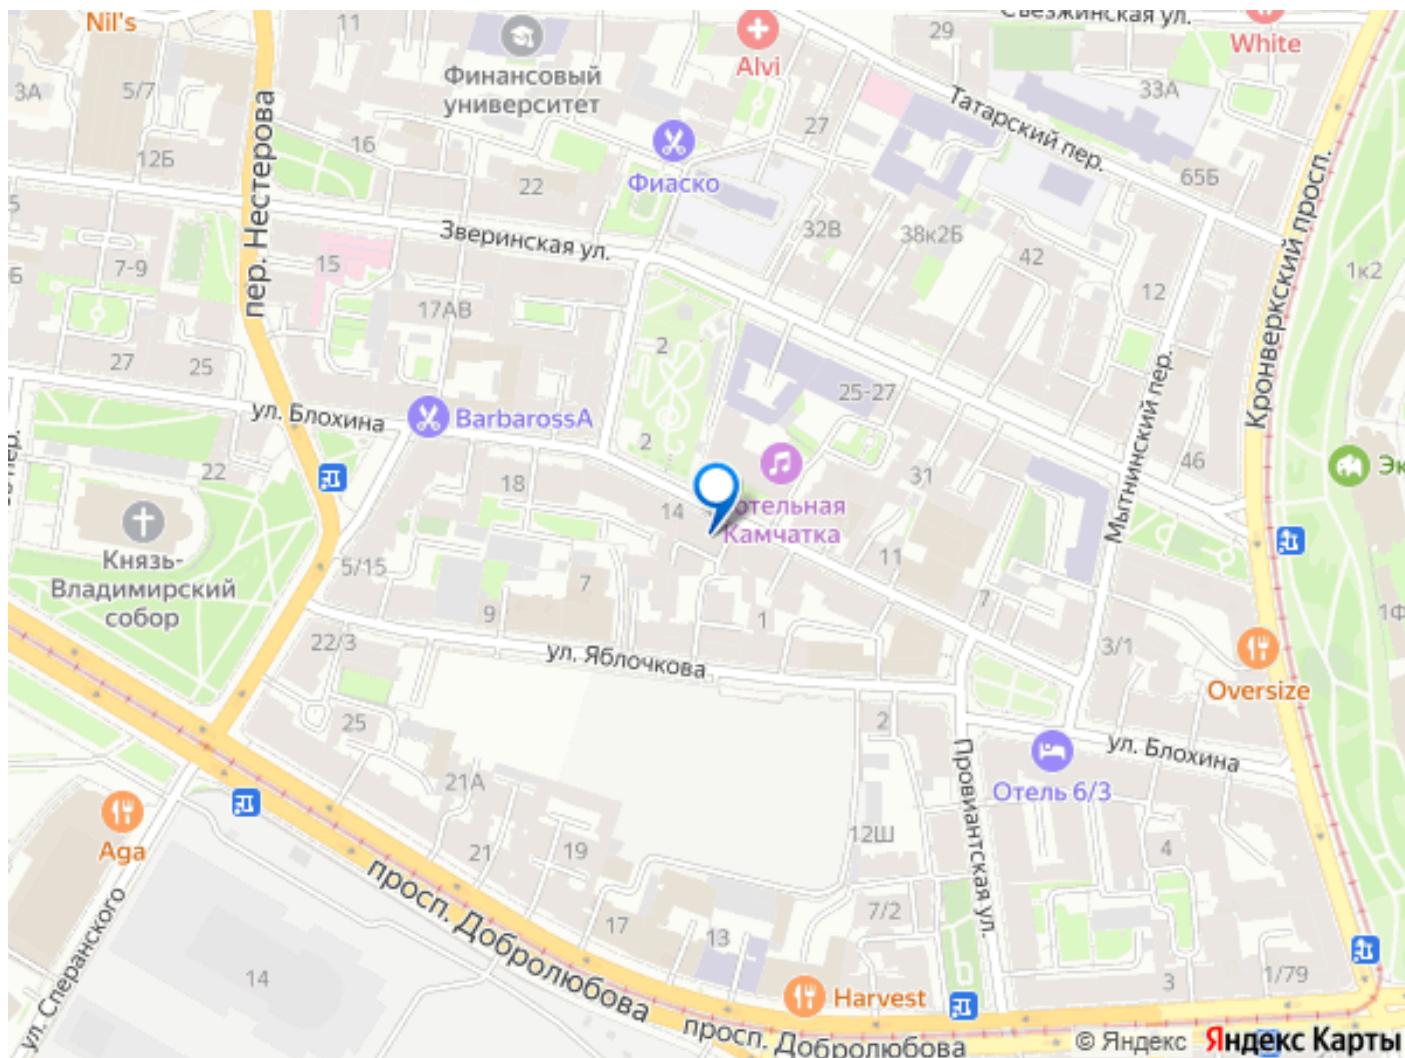 Nil's
11
Финансовый
университет
Alvi
29
Съезжинская ул.
White
3А
5/7
12Б
16
пер. Нестерова
Фиаско
22
27
33А
Татарский пер.
65Б
Кронверкский просп.
5
7-9
15
Зверинская ул.
32В
38к2Б
42
12
1к2
17АВ
27
25
2
2
25-27
Мытнинский пер.
ул. Блохина
BarbarossA
22
18
14
31
46
Князь-
Владимирский
собор
Камчатка
5/15
7
9
11
1
7
3/1
1Ф
22/3
ул. Яблочкова
Oversize
25
2
ул. Блохина
Отель 6/3
21А
Провиантская ул.
Aga
21
19
12Ш
4
ул. Сперанского
просп. Добролюбова
17
13
7/2
14
Harvest
3
1/79
просп. Добролюбова
© Яндекс
Яндекс Карты